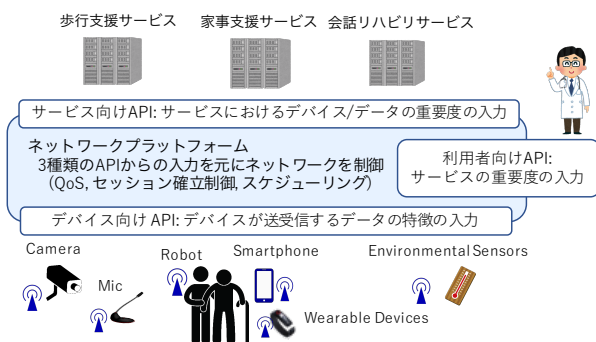 歩行支援サービス
家事支援サービス
会話リハビリサービス
サービス向けAPI: サービスにおけるデバイス/データの重要度の入力
ネットワークプラットフォーム
3種類のAPIからの入力を元にネットワークを制御
(QoS, セッション確立制御, スケジューリング)
利用者向けAPI:
サービスの重要度の入力
デバイス向け API: デバイスが送受信するデータの特徴の入力
Camera
Mic
Robot
Smartphone
Environmental Sensors
Wearable Devices